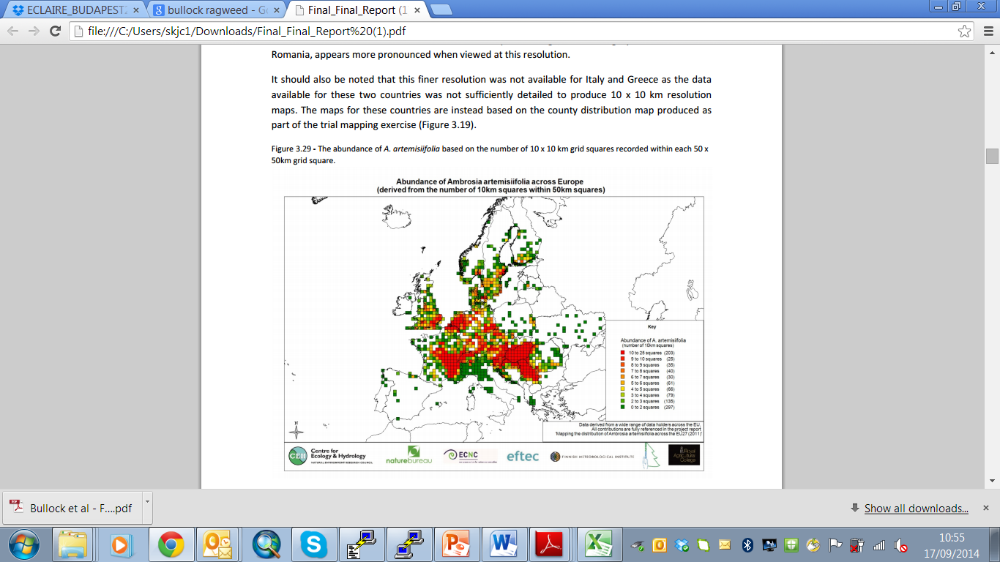 ECLAIRE_BUDAPEST
bullock ragweed - G
Final_Final_Report (1
file:///C:/Users/skjc1/Downloads/Final_Final_Report%20(1).pdf
Romania, appears more pronounced when viewed at this resolution.
It should also be noted that this finer resolution was not available for Italy and Greece as the data
available for these two countries was not sufficiently detailed to produce 10 x 10 km resolution
maps. The maps for these countries are instead based on the county distribution map produced as
part of the trial mapping exercise (Figure 3.19).
Figure 3.29 - The abundance of A. artemisiifolia based on the number of 10 x 10 km grid squares recorded within each 50 x
50km grid square.
Abundance of Ambrosia artemisiifolia across Europe
(derived from the number of 10km squares within 50km squares)
Key
Abundance of A. artemisiifolia
(number of 10km squares)
10 to 25 squares (203)
9 to 10 squares (25)
8 to 9 squares (35)
7 to 8 squares (40)
6 to 7 squares (30)
5 to 6 squares (61)
4 to 5 squares (66)
3 to 4 squares (79)
2 to 3 squares (135)
0 to 2 squares (297)
N
Data derived from a wide range of data holders across the EU.
All contributions are fully referenced in the project report
'Mapping the distribution of Ambrosia artemisiifolia across the EU27 (2011)'
CEH
Centre for
Ecology & Hydrology
NATURAL ENVIRONMENT RESEARCH COUNCIL
naturebureau
ECNC
eftec
FINNISH METEOROLOGICAL INSTITUTE
Royal
Agricultural
College
Bullock et al - F....pdf
Show all downloads...
10:55
17/09/2014